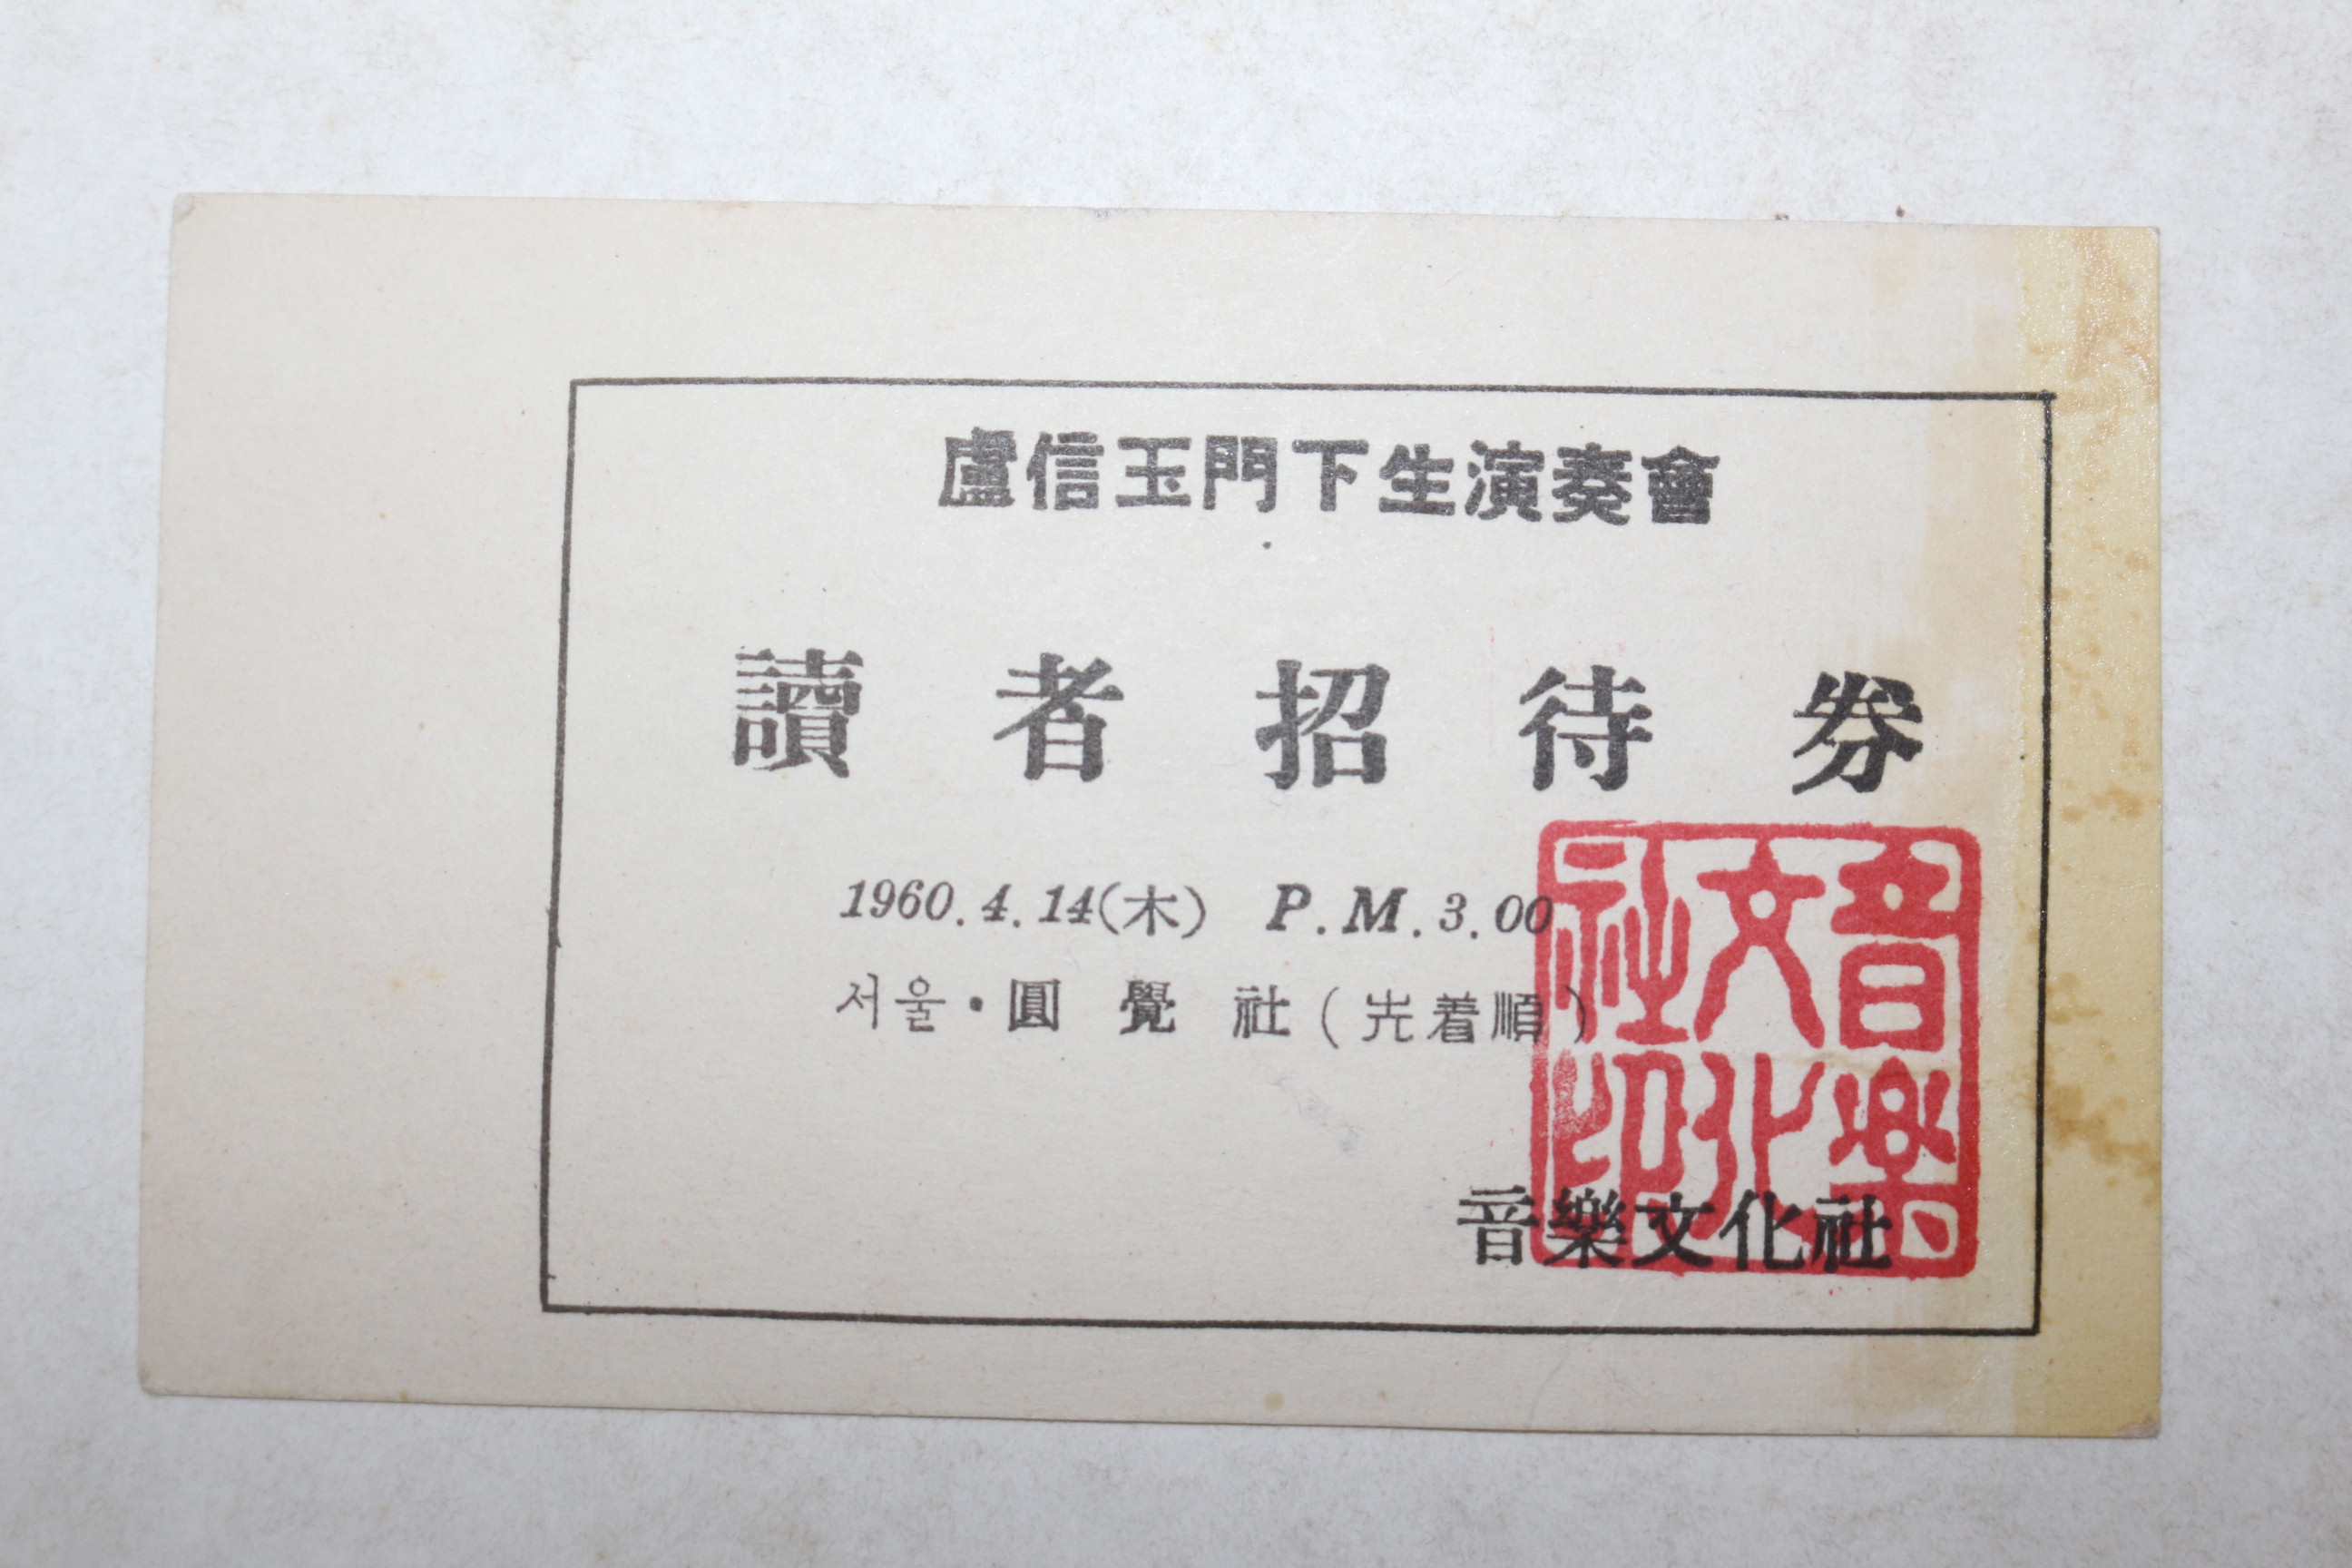 盧信玉門下生演奏會
讀者招待券
1960.4.14(木) P.M.3.00
서울·圓覺社(先着順)
音樂文化社
音樂文化社印